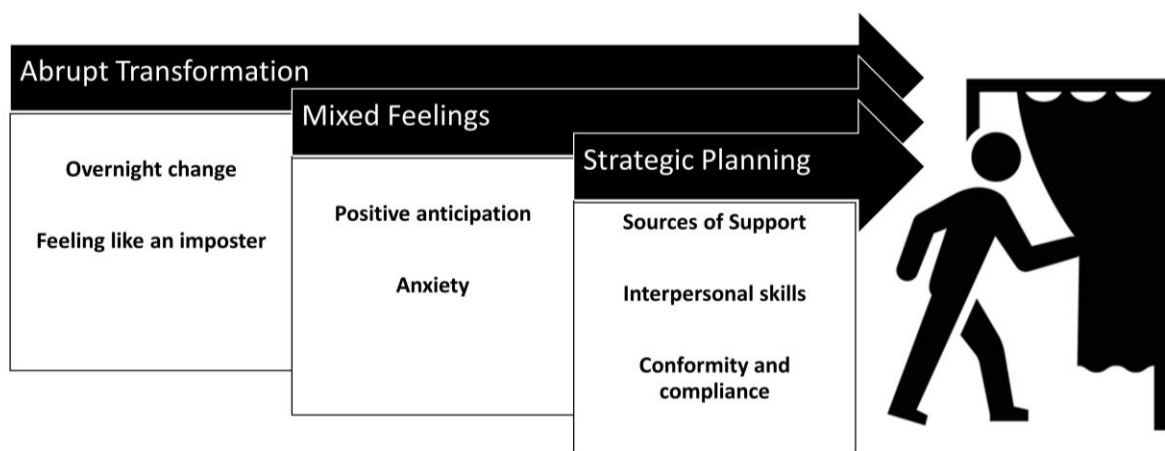 Abrupt Transformation
Overnight change
Feeling like an imposter
Mixed Feelings
Positive anticipation
Anxiety
Strategic Planning
Sources of Support
Interpersonal skills
Conformity and
compliance